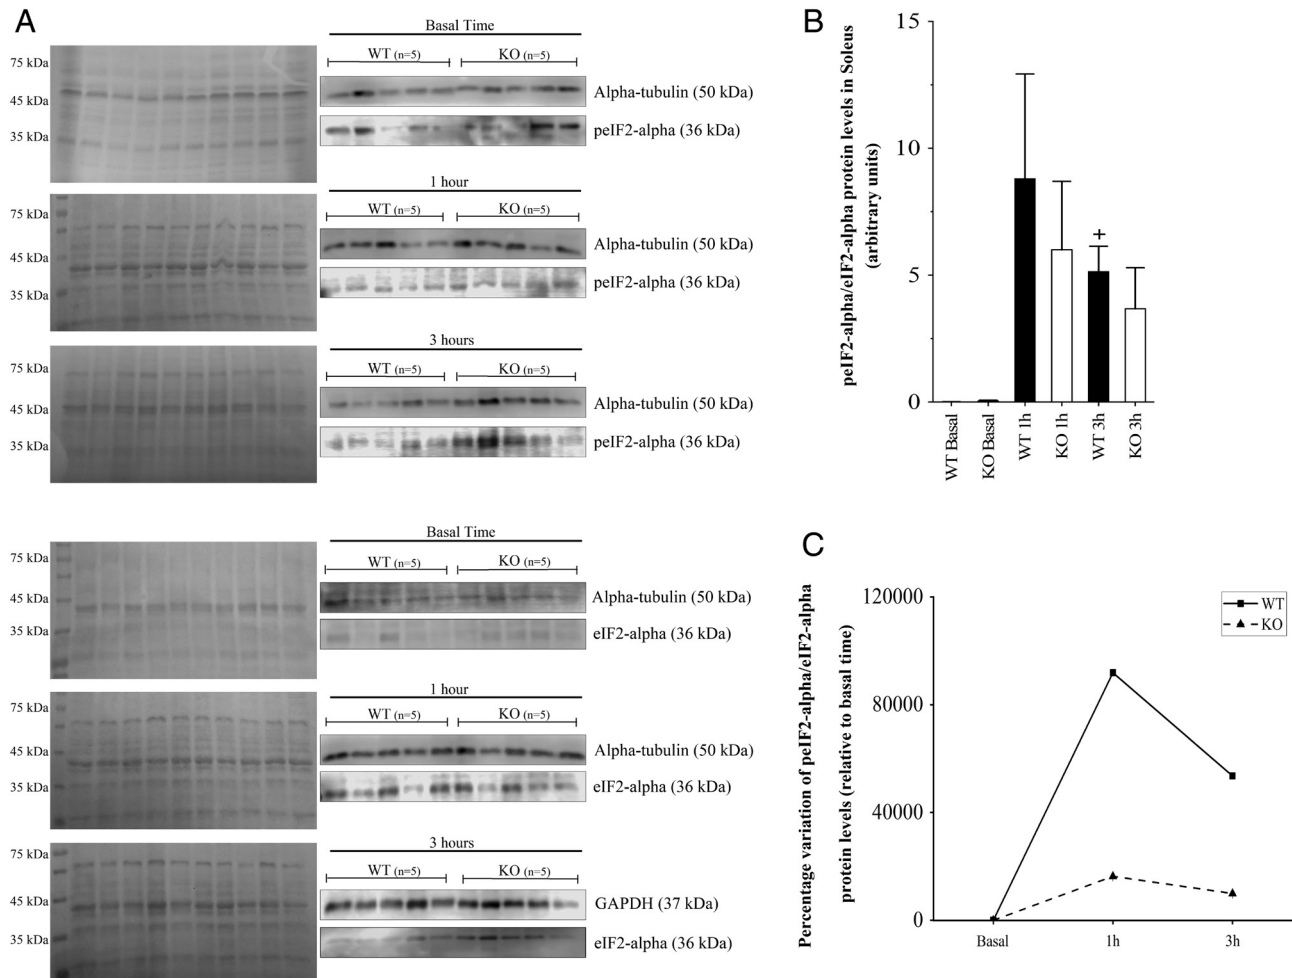 A
Basal Time
WT (n=5) KO (n=5)
75 kDa
45 kDa
35 kDa
Alpha-tubulin (50 kDa)
peIF2-alpha (36 kDa)
1 hour
WT (n=5) KO (n=5)
75 kDa
45 kDa
35 kDa
Alpha-tubulin (50 kDa)
peIF2-alpha (36 kDa)
3 hours
WT (n=5) KO (n=5)
75 kDa
45 kDa
35 kDa
Alpha-tubulin (50 kDa)
peIF2-alpha (36 kDa)
Basal Time
WT (n=5) KO (n=5)
75 kDa
45 kDa
35 kDa
Alpha-tubulin (50 kDa)
eIF2-alpha (36 kDa)
1 hour
WT (n=5) KO (n=5)
75 kDa
45 kDa
35 kDa
Alpha-tubulin (50 kDa)
eIF2-alpha (36 kDa)
3 hours
WT (n=5) KO (n=5)
75 kDa
45 kDa
35 kDa
GAPDH (37 kDa)
eIF2-alpha (36 kDa)
B
peIF2-alpha/eIF2-alpha protein levels in Soleus
(arbitrary units)
15
10
5
0
+
WT Basal
KO Basal
WT 1h
KO 1h
WT 3h
KO 3h
C
Percentage variation of peIF2-alpha/eIF2-alpha
protein levels (relative to basal time)
120000
80000
40000
0
WT
KO
Basal 1h 3h